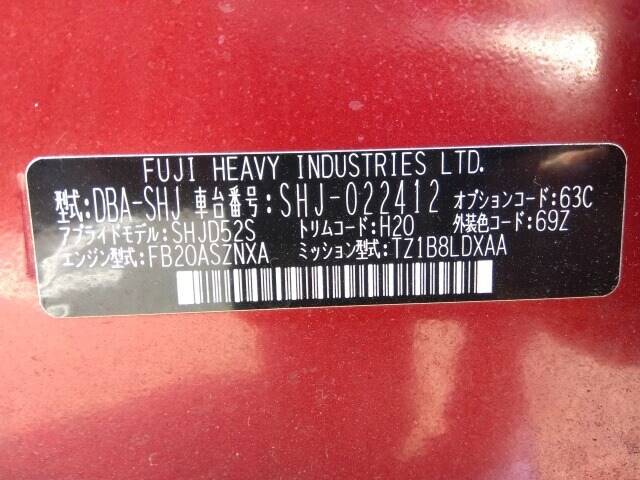 FUJI HEAVY INDUSTRIES LTD.
型式:DBA-SHJ 車台番号:SHJ-022412 オプションコード:63C
アプライドモデル:SHJD52S トリムコード:H20 外装色コード:69Z
エンジン型式:FB20ASZNXA ミッション型式:TZ1B8LDXAA